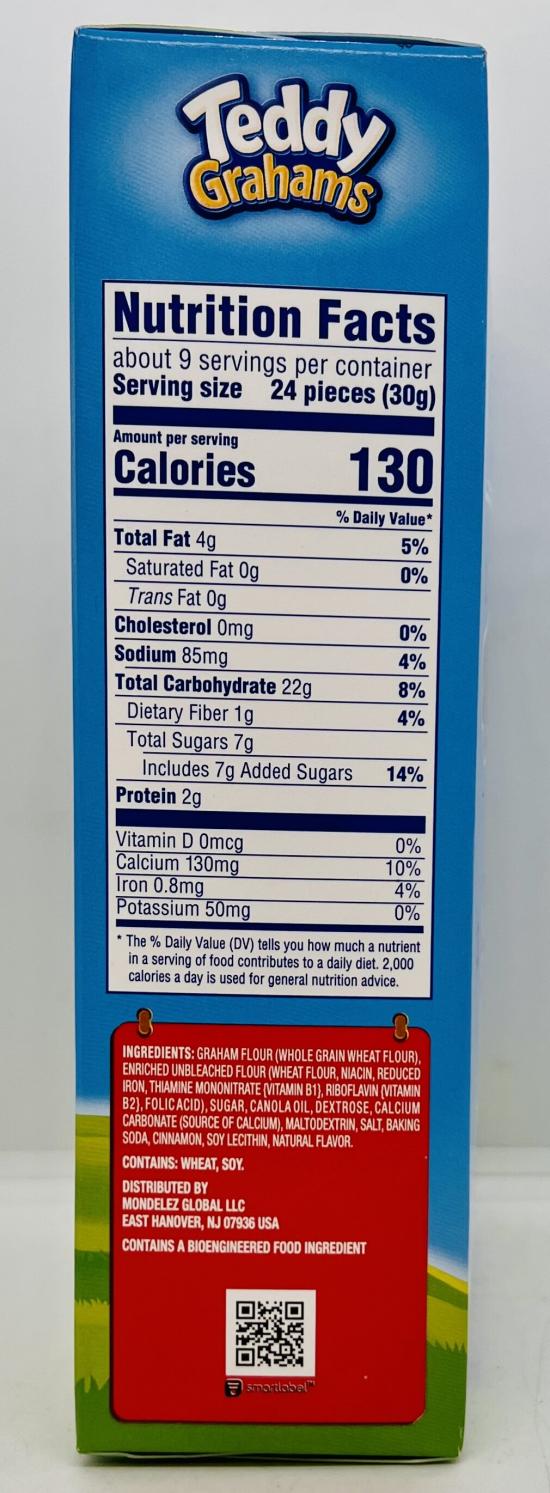 Teddy
Grahams
Nutrition Facts
about 9 servings per container
Serving size 24 pieces (30g)
Amount per serving
Calories 130
% Daily Value*
Total Fat 4g 5%
Saturated Fat 0g 0%
Trans Fat 0g
Cholesterol 0mg 0%
Sodium 85mg 4%
Total Carbohydrate 22g 8%
Dietary Fiber 1g 4%
Total Sugars 7g
Includes 7g Added Sugars 14%
Protein 2g
Vitamin D 0mcg 0%
Calcium 130mg 10%
Iron 0.8mg 4%
Potassium 50mg 0%
* The % Daily Value (DV) tells you how much a nutrient
in a serving of food contributes to a daily diet. 2,000
calories a day is used for general nutrition advice.
INGREDIENTS: GRAHAM FLOUR (WHOLE GRAIN WHEAT FLOUR),
ENRICHED UNBLEACHED FLOUR (WHEAT FLOUR, NIACIN, REDUCED
IRON, THIAMINE MONONITRATE {VITAMIN B1}, RIBOFLAVIN {VITAMIN
B2}, FOLIC ACID), SUGAR, CANOLA OIL, DEXTROSE, CALCIUM
CARBONATE (SOURCE OF CALCIUM), MALTODEXTRIN, SALT, BAKING
SODA, CINNAMON, SOY LECITHIN, NATURAL FLAVOR.
CONTAINS: WHEAT, SOY.
DISTRIBUTED BY
MONDELEZ GLOBAL LLC
EAST HANOVER, NJ 07936 USA
CONTAINS A BIOENGINEERED FOOD INGREDIENT
smartlabel™